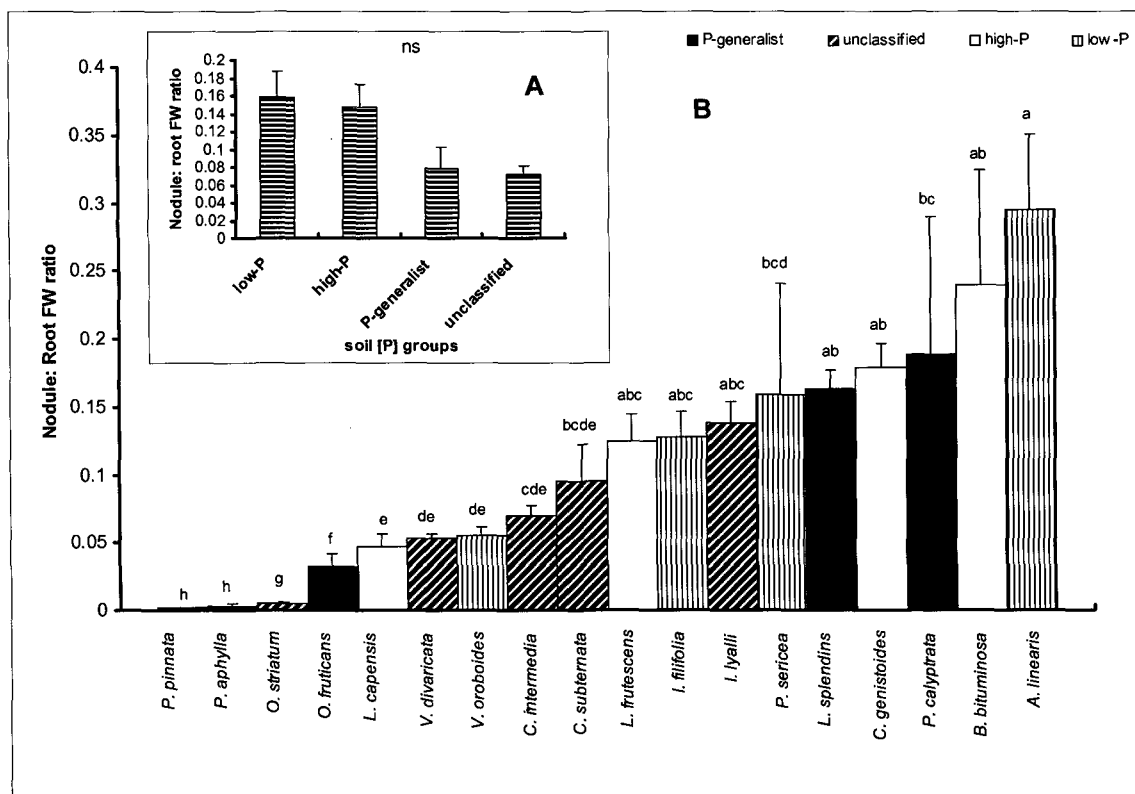 ■ P-generalist unclassified high-P low-P
ns
A
Nodule: root FW ratio
0.2
0.18
0.16
0.14
0.12
0.1
0.08
0.06
0.04
0.02
0
low-P
high-P
P-generalist
unclassified
soil [P] groups
B
Nodule: Root FW ratio
0.4
0.35
0.3
0.25
0.2
0.15
0.1
0.05
0
h
h
g
f
e
de
de
cde
bcde
abc
abc
abc
bcd
ab
ab
bc
ab
a
P. pinnata
P. aphylla
O. striatum
O. fruticans
L. capensis
V. divaricata
V. oroboides
C. intermedia
C. subternata
L. frutescens
I. filifolia
I. lyalli
P. sericea
L. splendins
C. genistoides
P. calyptrata
B. bituminosa
A. linearis